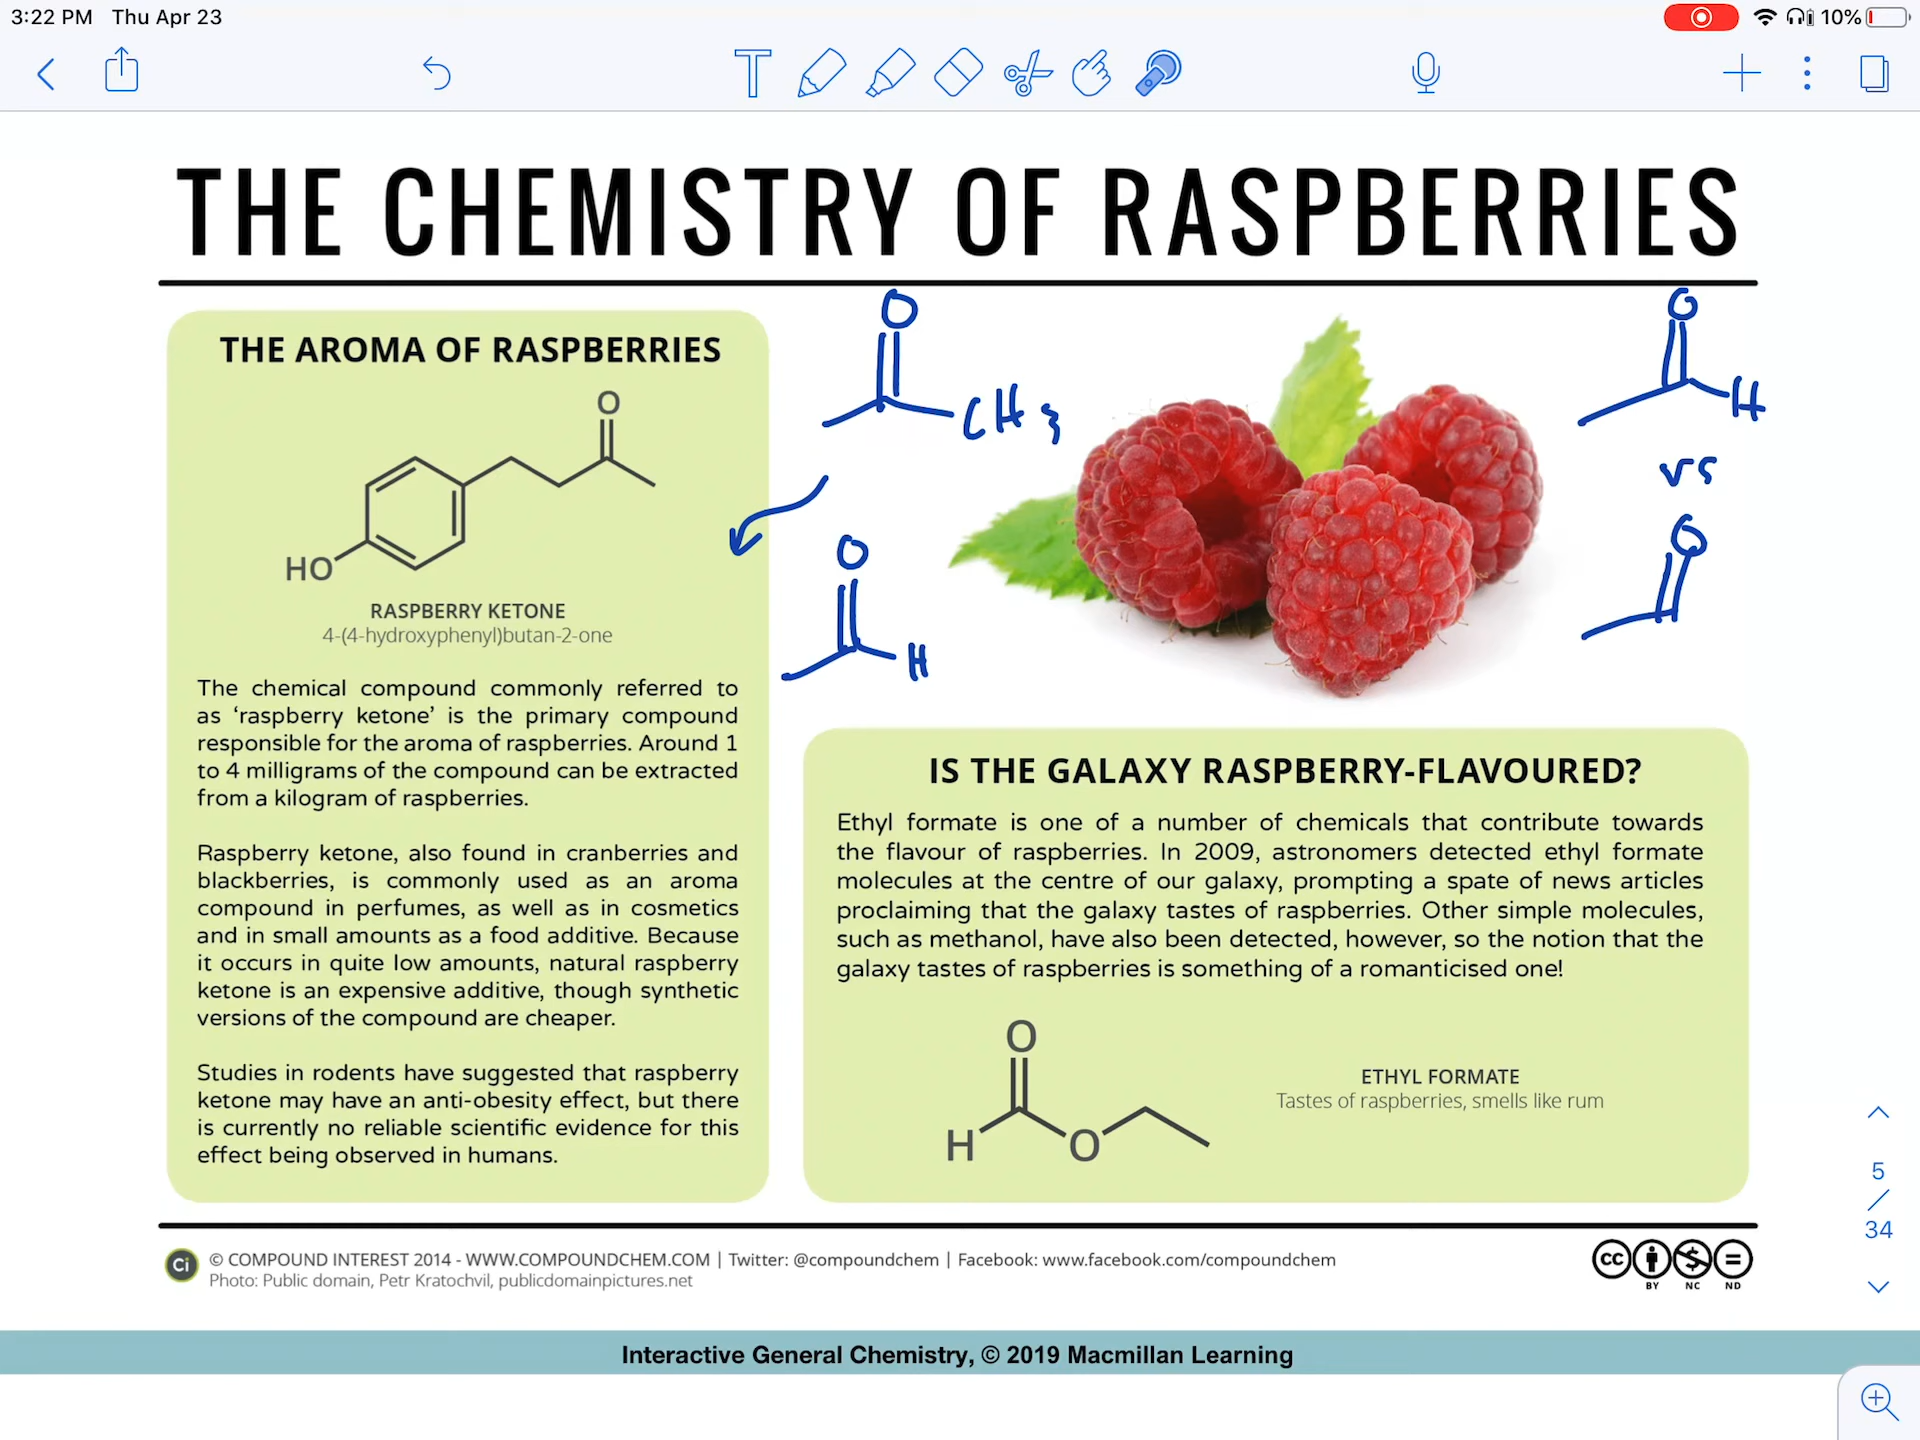 3:22 PM Thu Apr 23
10%
THE CHEMISTRY OF RASPBERRIES
THE AROMA OF RASPBERRIES
O
HO
RASPBERRY KETONE
4-(4-hydroxyphenyl)butan-2-one
The chemical compound commonly referred to
as ‘raspberry ketone’ is the primary compound
responsible for the aroma of raspberries. Around 1
to 4 milligrams of the compound can be extracted
from a kilogram of raspberries.
Raspberry ketone, also found in cranberries and
blackberries, is commonly used as an aroma
compound in perfumes, as well as in cosmetics
and in small amounts as a food additive. Because
it occurs in quite low amounts, natural raspberry
ketone is an expensive additive, though synthetic
versions of the compound are cheaper.
Studies in rodents have suggested that raspberry
ketone may have an anti-obesity effect, but there
is currently no reliable scientific evidence for this
effect being observed in humans.
O
CH3
O
H
O
H
vs
O
IS THE GALAXY RASPBERRY-FLAVOURED?
Ethyl formate is one of a number of chemicals that contribute towards
the flavour of raspberries. In 2009, astronomers detected ethyl formate
molecules at the centre of our galaxy, prompting a spate of news articles
proclaiming that the galaxy tastes of raspberries. Other simple molecules,
such as methanol, have also been detected, however, so the notion that the
galaxy tastes of raspberries is something of a romanticised one!
O
H
O
ETHYL FORMATE
Tastes of raspberries, smells like rum
5
/
34
Ci
© COMPOUND INTEREST 2014 - WWW.COMPOUNDCHEM.COM | Twitter: @compoundchem | Facebook: www.facebook.com/compoundchem
Photo: Public domain, Petr Kratochvil, publicdomainpictures.net
cc
BY NC ND
Interactive General Chemistry, © 2019 Macmillan Learning